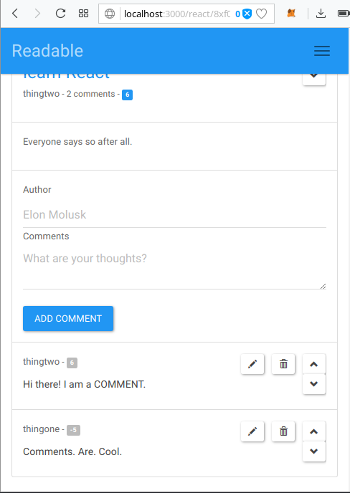 localhost:3000/react/8xf
0
Readable
Team React
thingtwo - 2 comments - 6
Everyone says so after all.
Author
Elon Molusk
Comments
What are your thoughts?
ADD COMMENT
thingtwo - 6
Hi there! I am a COMMENT.
thingone - -5
Comments. Are. Cool.